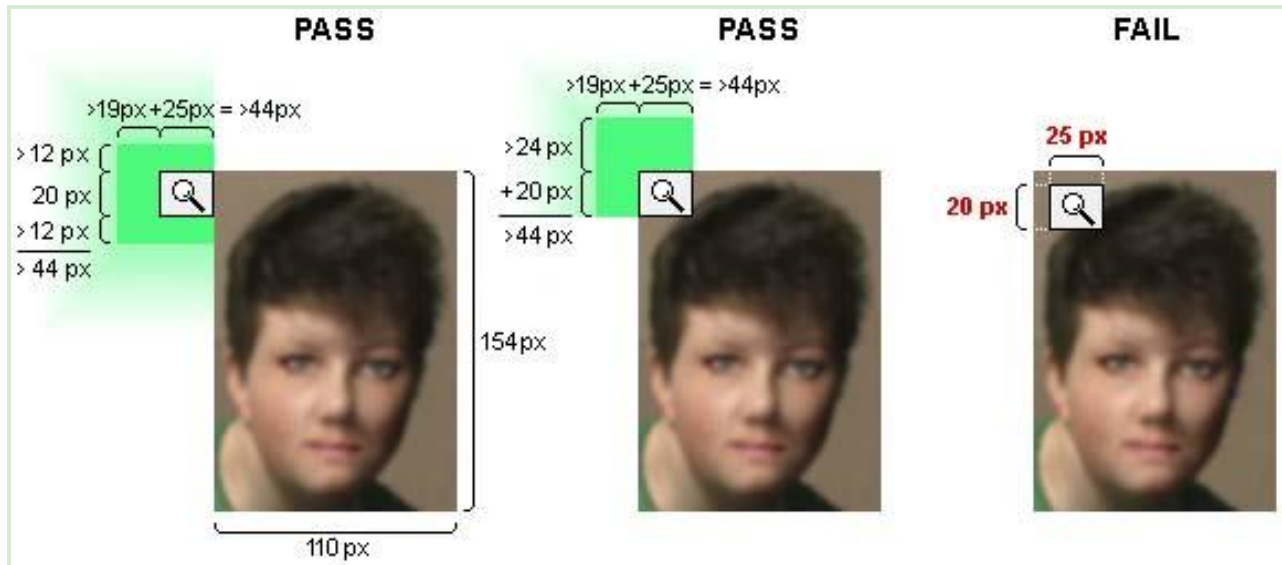 PASS
PASS
FAIL
>19px+25px = >44px
>12 px
20 px
>12 px
> 44 px
154px
110px
>19px+25px = >44px
>24 px
+20 px
>44 px
25 px
20 px